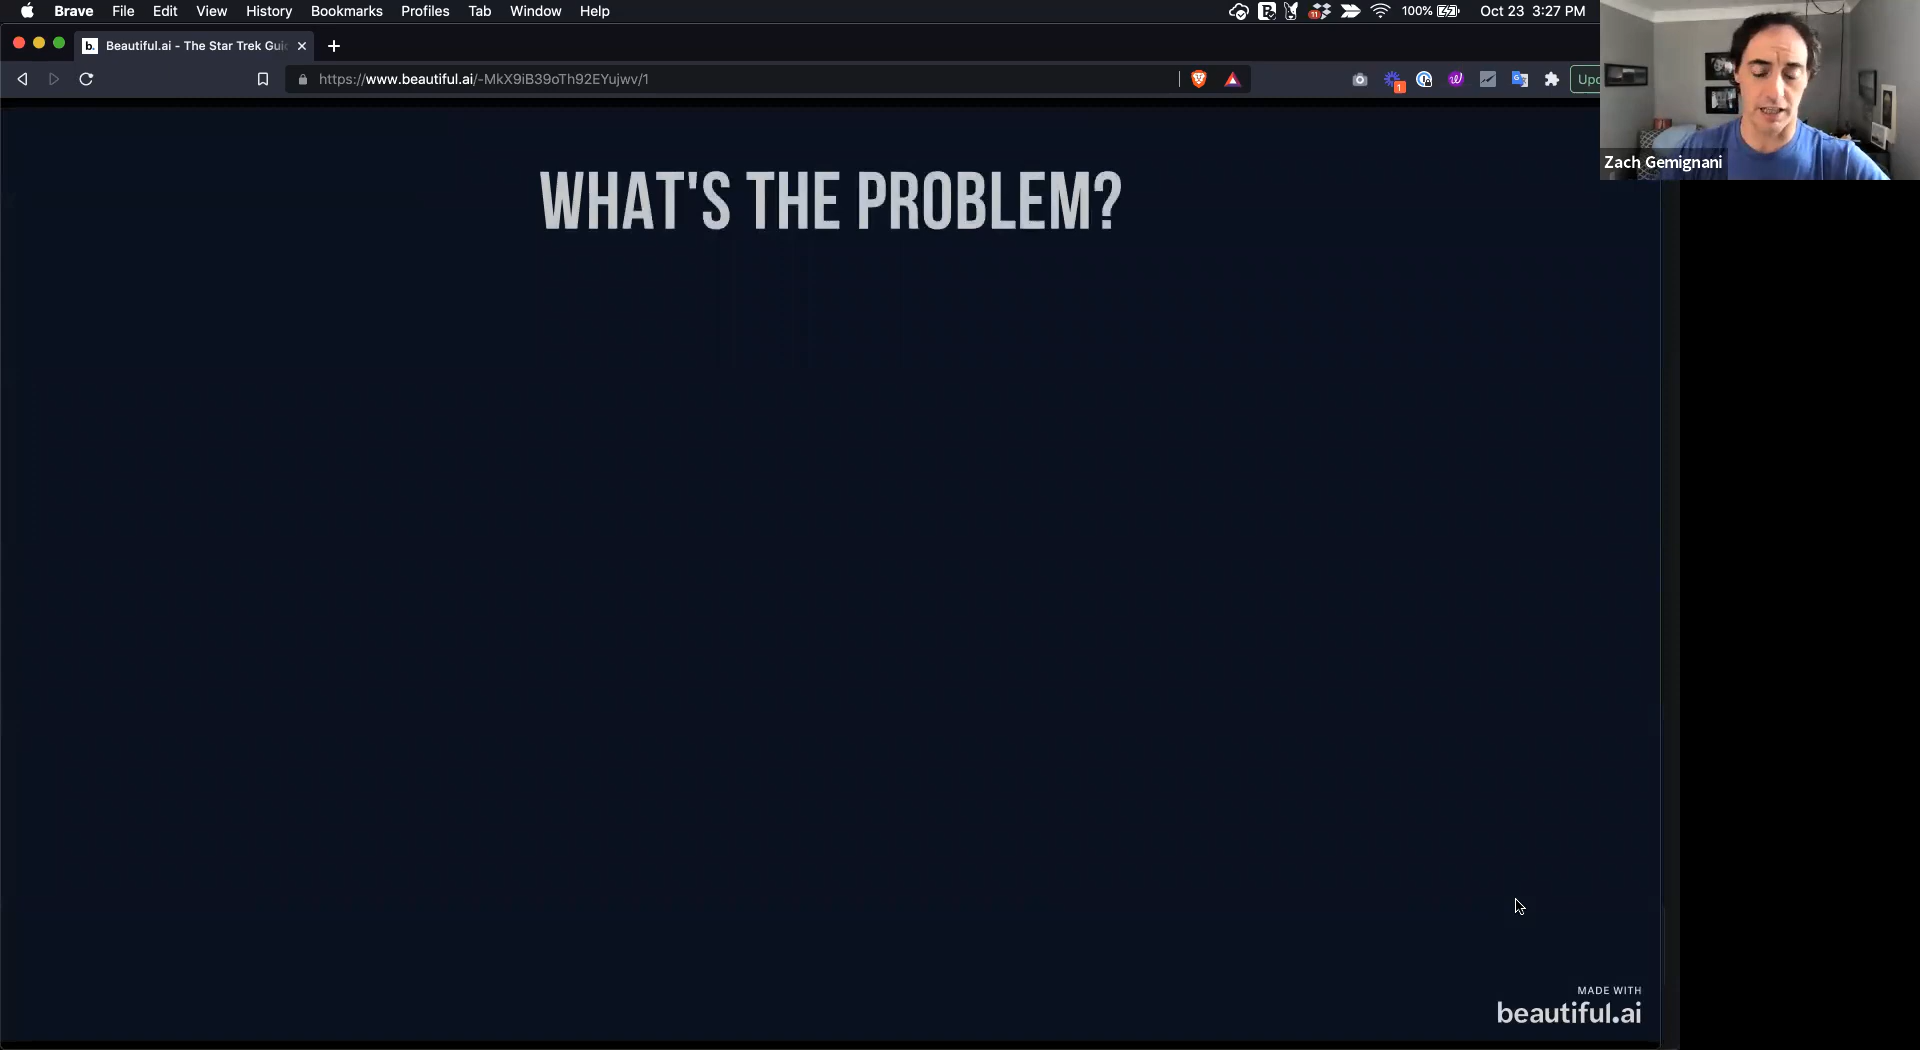 Brave File Edit View History Bookmarks Profiles Tab Window Help
100% Oct 23 3:27 PM
b. Beautiful.ai - The Star Trek Gui
https://www.beautiful.ai/-MkX9iB39oTh92EYujwv/1
Upd
Zach Gemignani
WHAT'S THE PROBLEM?
MADE WITH
beautiful.ai